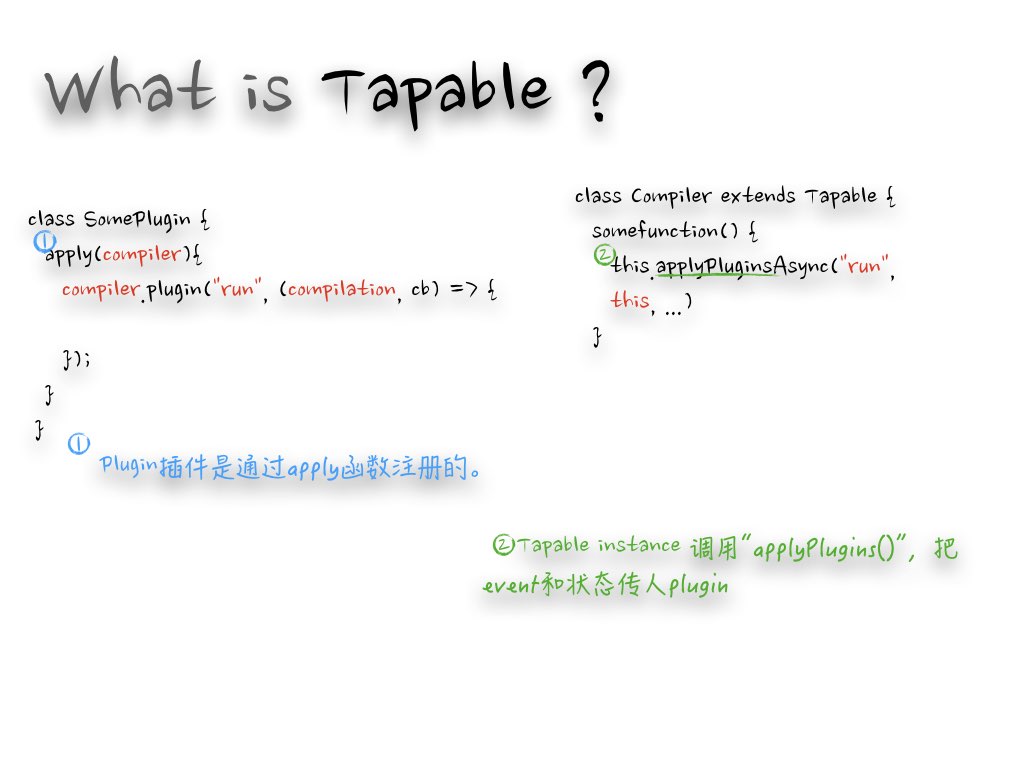 What is Tapable ?
class SomePlugin {
①
apply(compiler){
compiler.plugin("run", (compilation, cb) => {
});
}
}
①
Plugin插件是通过apply函数注册的。
class Compiler extends Tapable {
somefunction() {
②
this.applyPluginsAsync("run",
this, ...)
}
②Tapable instance 调用“applyPlugins()”, 把
event和状态传人plugin